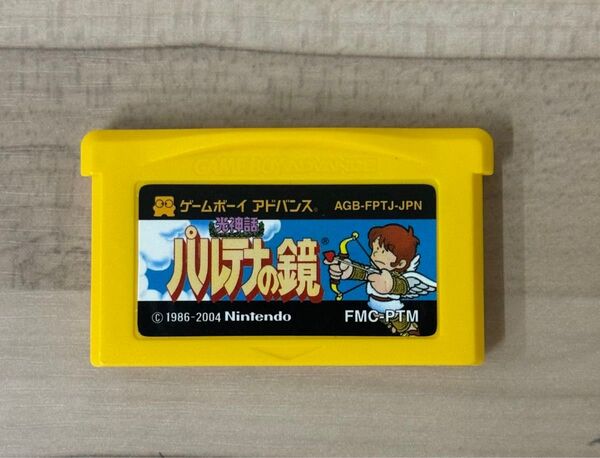 GAME BOY ADVANCE
ゲームボーイ アドバンス® AGB-FPTJ-JPN
光神話
パルテナの鏡®
© 1986-2004 Nintendo FMC-PTM